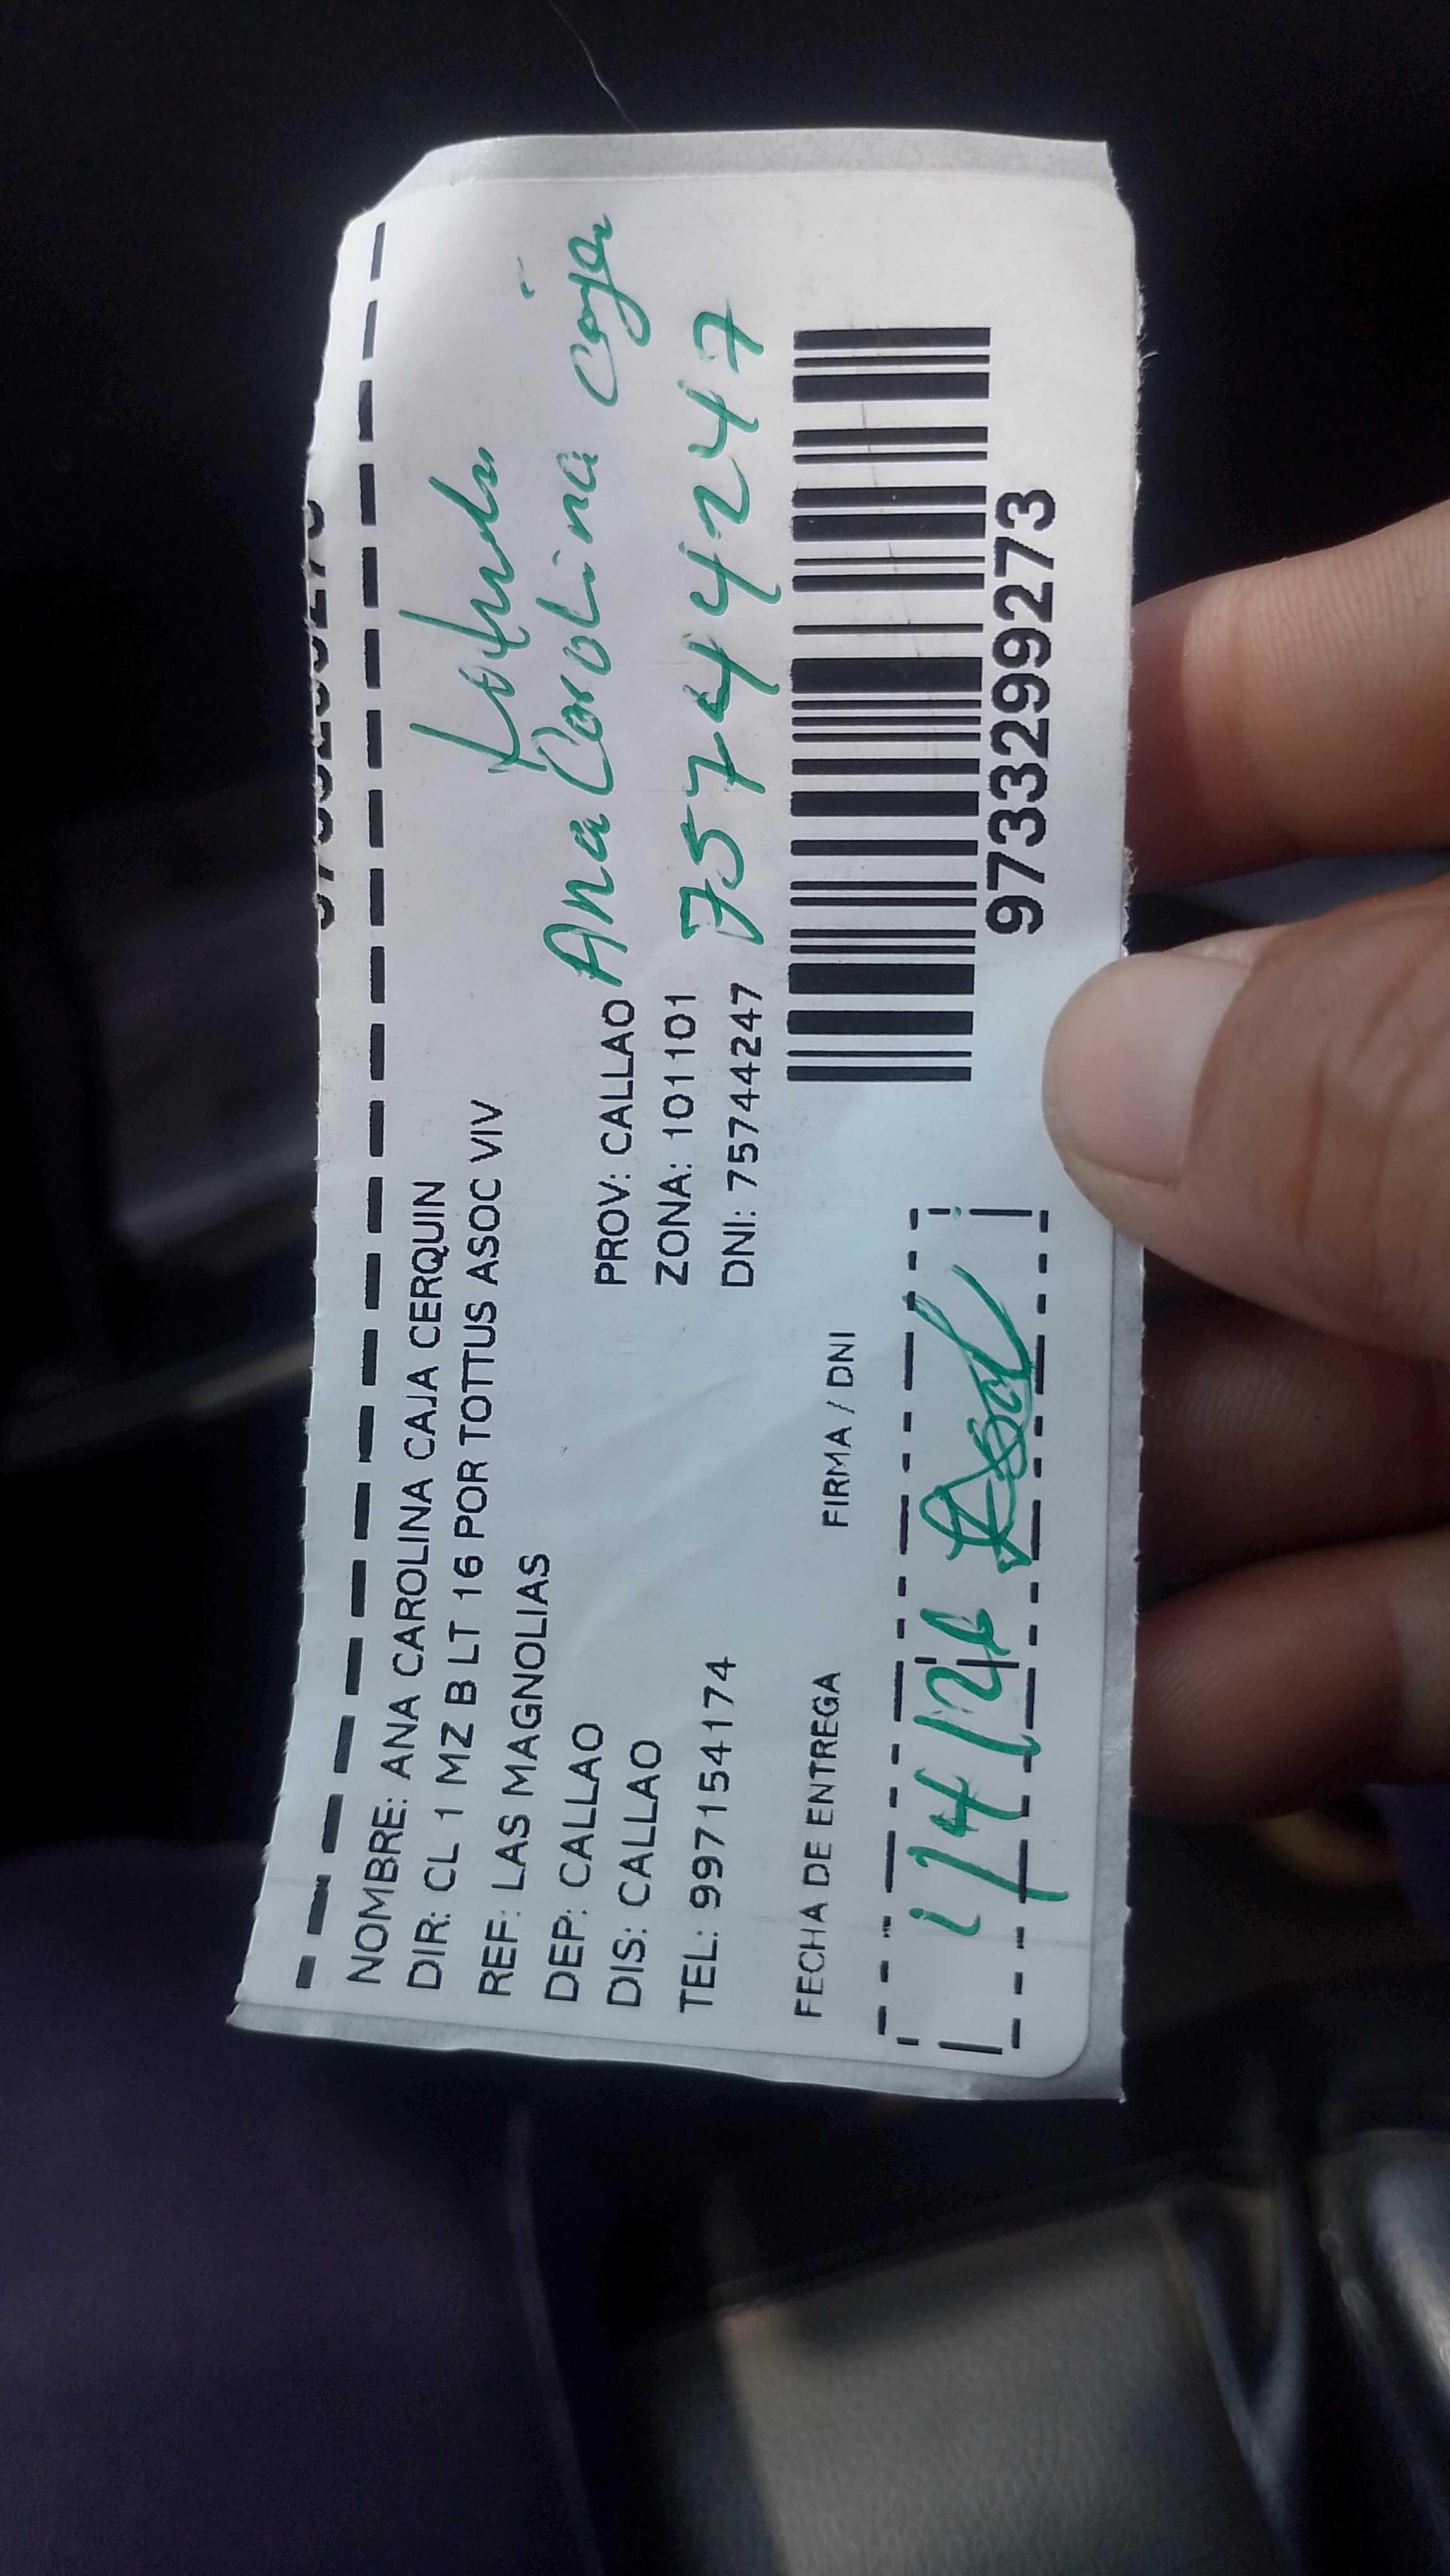 NOMBRE: ANA CAROLINA CAJA CERQUIN
DIR: CL 1 MZ B LT 16 POR TOTTUS ASOC VIV
REF: LAS MAGNOLIAS
DEP: CALLAO
PROV: CALLAO
Ana Carolina Caja
DIS: CALLAO
ZONA: 101101
TEL: 997154174
DNI: 75744247
75744247
FECHA DE ENTREGA
FIRMA / DNI
9733299273